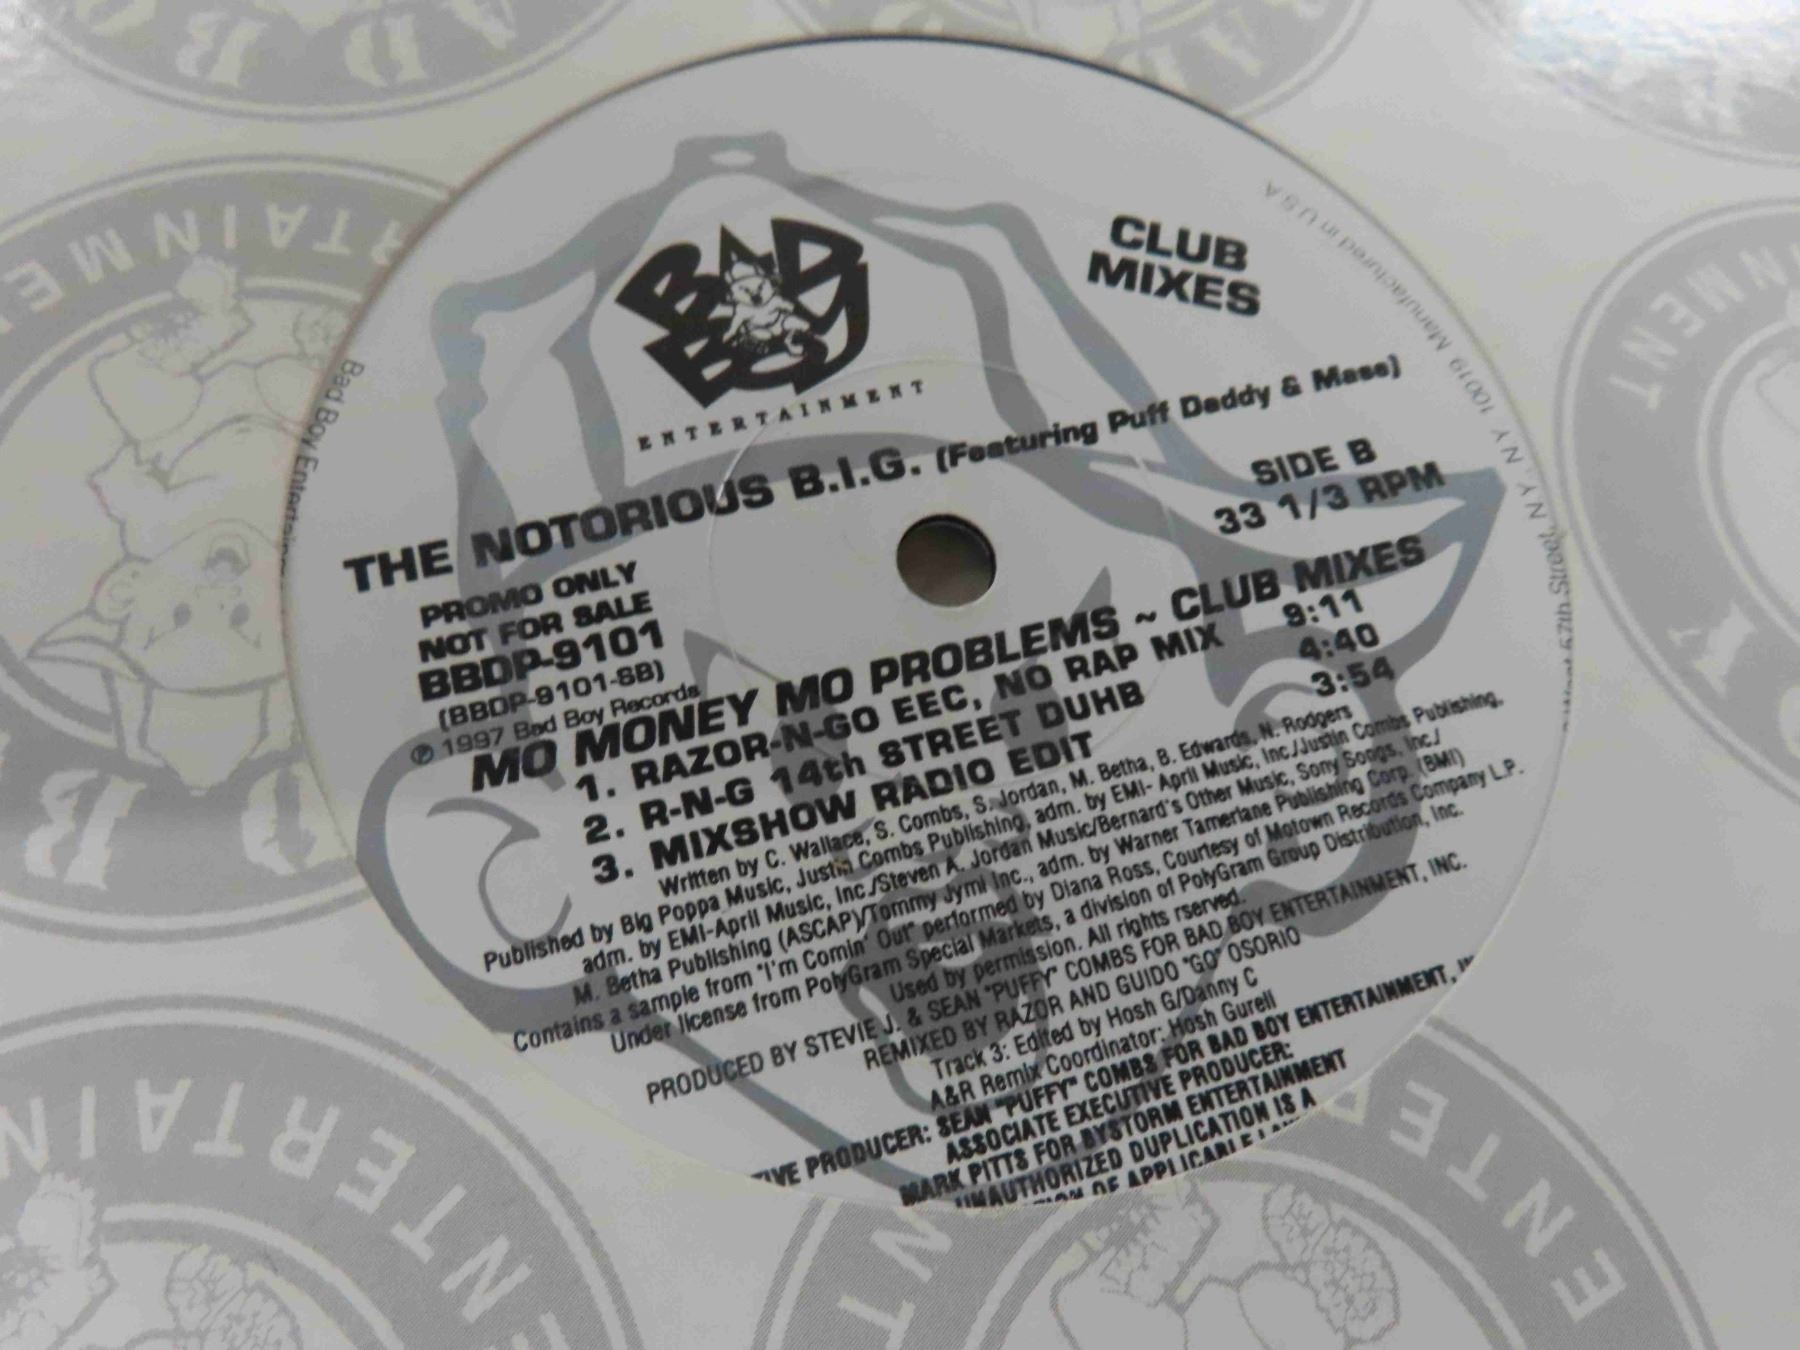 BAD BOY
ENTERTAINMENT
CLUB
MIXES
THE NOTORIOUS B.I.G. (Featuring Puff Daddy & Mase)
PROMO ONLY
NOT FOR SALE
BBDP-9101
(BBDP-9101-SB)
℗ 1997 Bad Boy Records
SIDE B
33 1/3 RPM
MO MONEY MO PROBLEMS ~ CLUB MIXES
1. RAZOR-N-GO EEC, NO RAP MIX 9:11
2. R-N-G 14th STREET DUHB 4:40
3. MIXSHOW RADIO EDIT 3:54
Written by C. Wallace, S. Combs, S. Jordan, M. Betha, B. Edwards, N. Rodgers
Published by Big Poppa Music, Justin Combs Publishing, adm. by EMI- April Music, Inc./Justin Combs Publishing,
adm. by EMI-April Music, Inc./Steven A. Jordan Music/Bernard's Other Music, Sony Songs, Inc./
M. Betha Publishing (ASCAP)/Tommy Jymi Inc., adm. by Warner Tamerlane Publishing Corp. (BMI)
Contains a sample from "I'm Comin' Out" performed by Diana Ross, Courtesy of Motown Records Company L.P.
Under license from PolyGram Special Markets, a division of PolyGram Group Distribution, Inc.
Used by permission. All rights rserved.
PRODUCED BY STEVIE J. & SEAN "PUFFY" COMBS FOR BAD BOY ENTERTAINMENT, INC.
REMIXED BY RAZOR AND GUIDO "GO" OSORIO
Track 3: Edited by Hosh G/Danny C
A&R Remix Coordinator: Hosh Gurell
PRODUCER: SEAN "PUFFY" COMBS FOR BAD BOY ENTERTAINMENT,
ASSOCIATE EXECUTIVE PRODUCER:
MARK PITTS FOR BYSTORM ENTERTAINMENT
UNAUTHORIZED DUPLICATION IS A
OF APPLICABLE
Bad Boy
57th Street, NY, NY 10019 Manufactured in USA